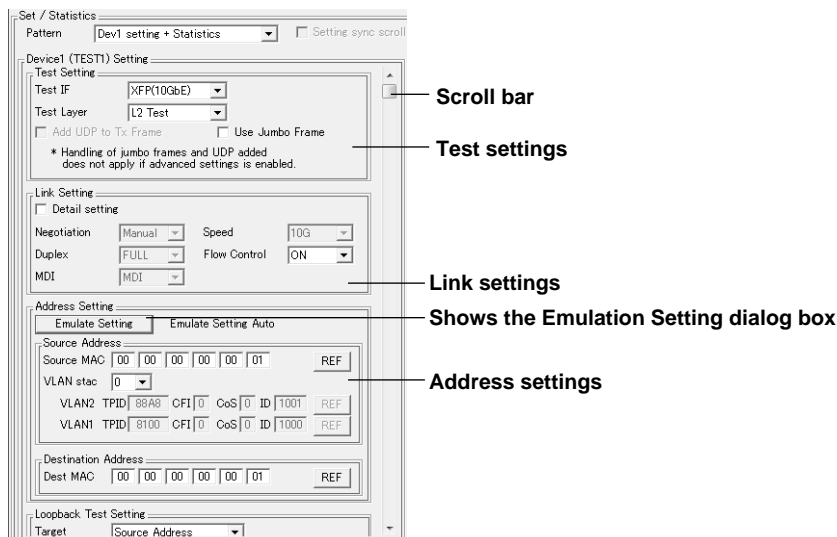 Set / Statistics
Pattern Dev1 setting + Statistics Setting sync scroll
Device1 (TEST1) Setting
Test Setting
Test IF XFP(10GbE)
Scroll bar
Test Layer L2 Test
Add UDP to Tx Frame Use Jumbo Frame
* Handling of jumbo frames and UDP added
does not apply if advanced settings is enabled.
Test settings
Link Setting
Detail setting
Negotiation Manual Speed 10G
Duplex FULL Flow Control ON
MDI MDI
Link settings
Address Setting
Emulate Setting Emulate Setting Auto
Shows the Emulation Setting dialog box
Source Address
Source MAC 00 00 00 00 00 01 REF
VLAN stac 0
Address settings
VLAN2 TPID 88A8 CFI 0 CoS 0 ID 1001 REF
VLAN1 TPID 8100 CFI 0 CoS 0 ID 1000 REF
Destination Address
Dest MAC 00 00 00 00 00 01 REF
Loopback Test Setting
Target Source Address